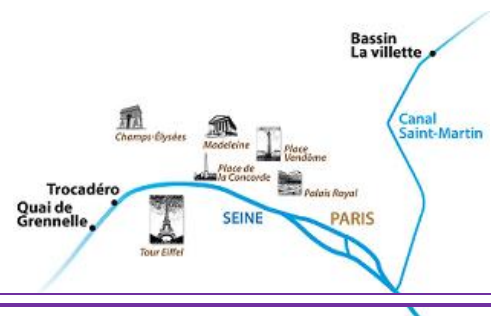 Bassin
La villette
Canal
Saint-Martin
Champs-Élysées
Madeleine
Place
Vendôme
Place de
la Concorde
Palais Royal
Trocadéro
Quai de
Grennelle
SEINE
PARIS
Tour Eiffel